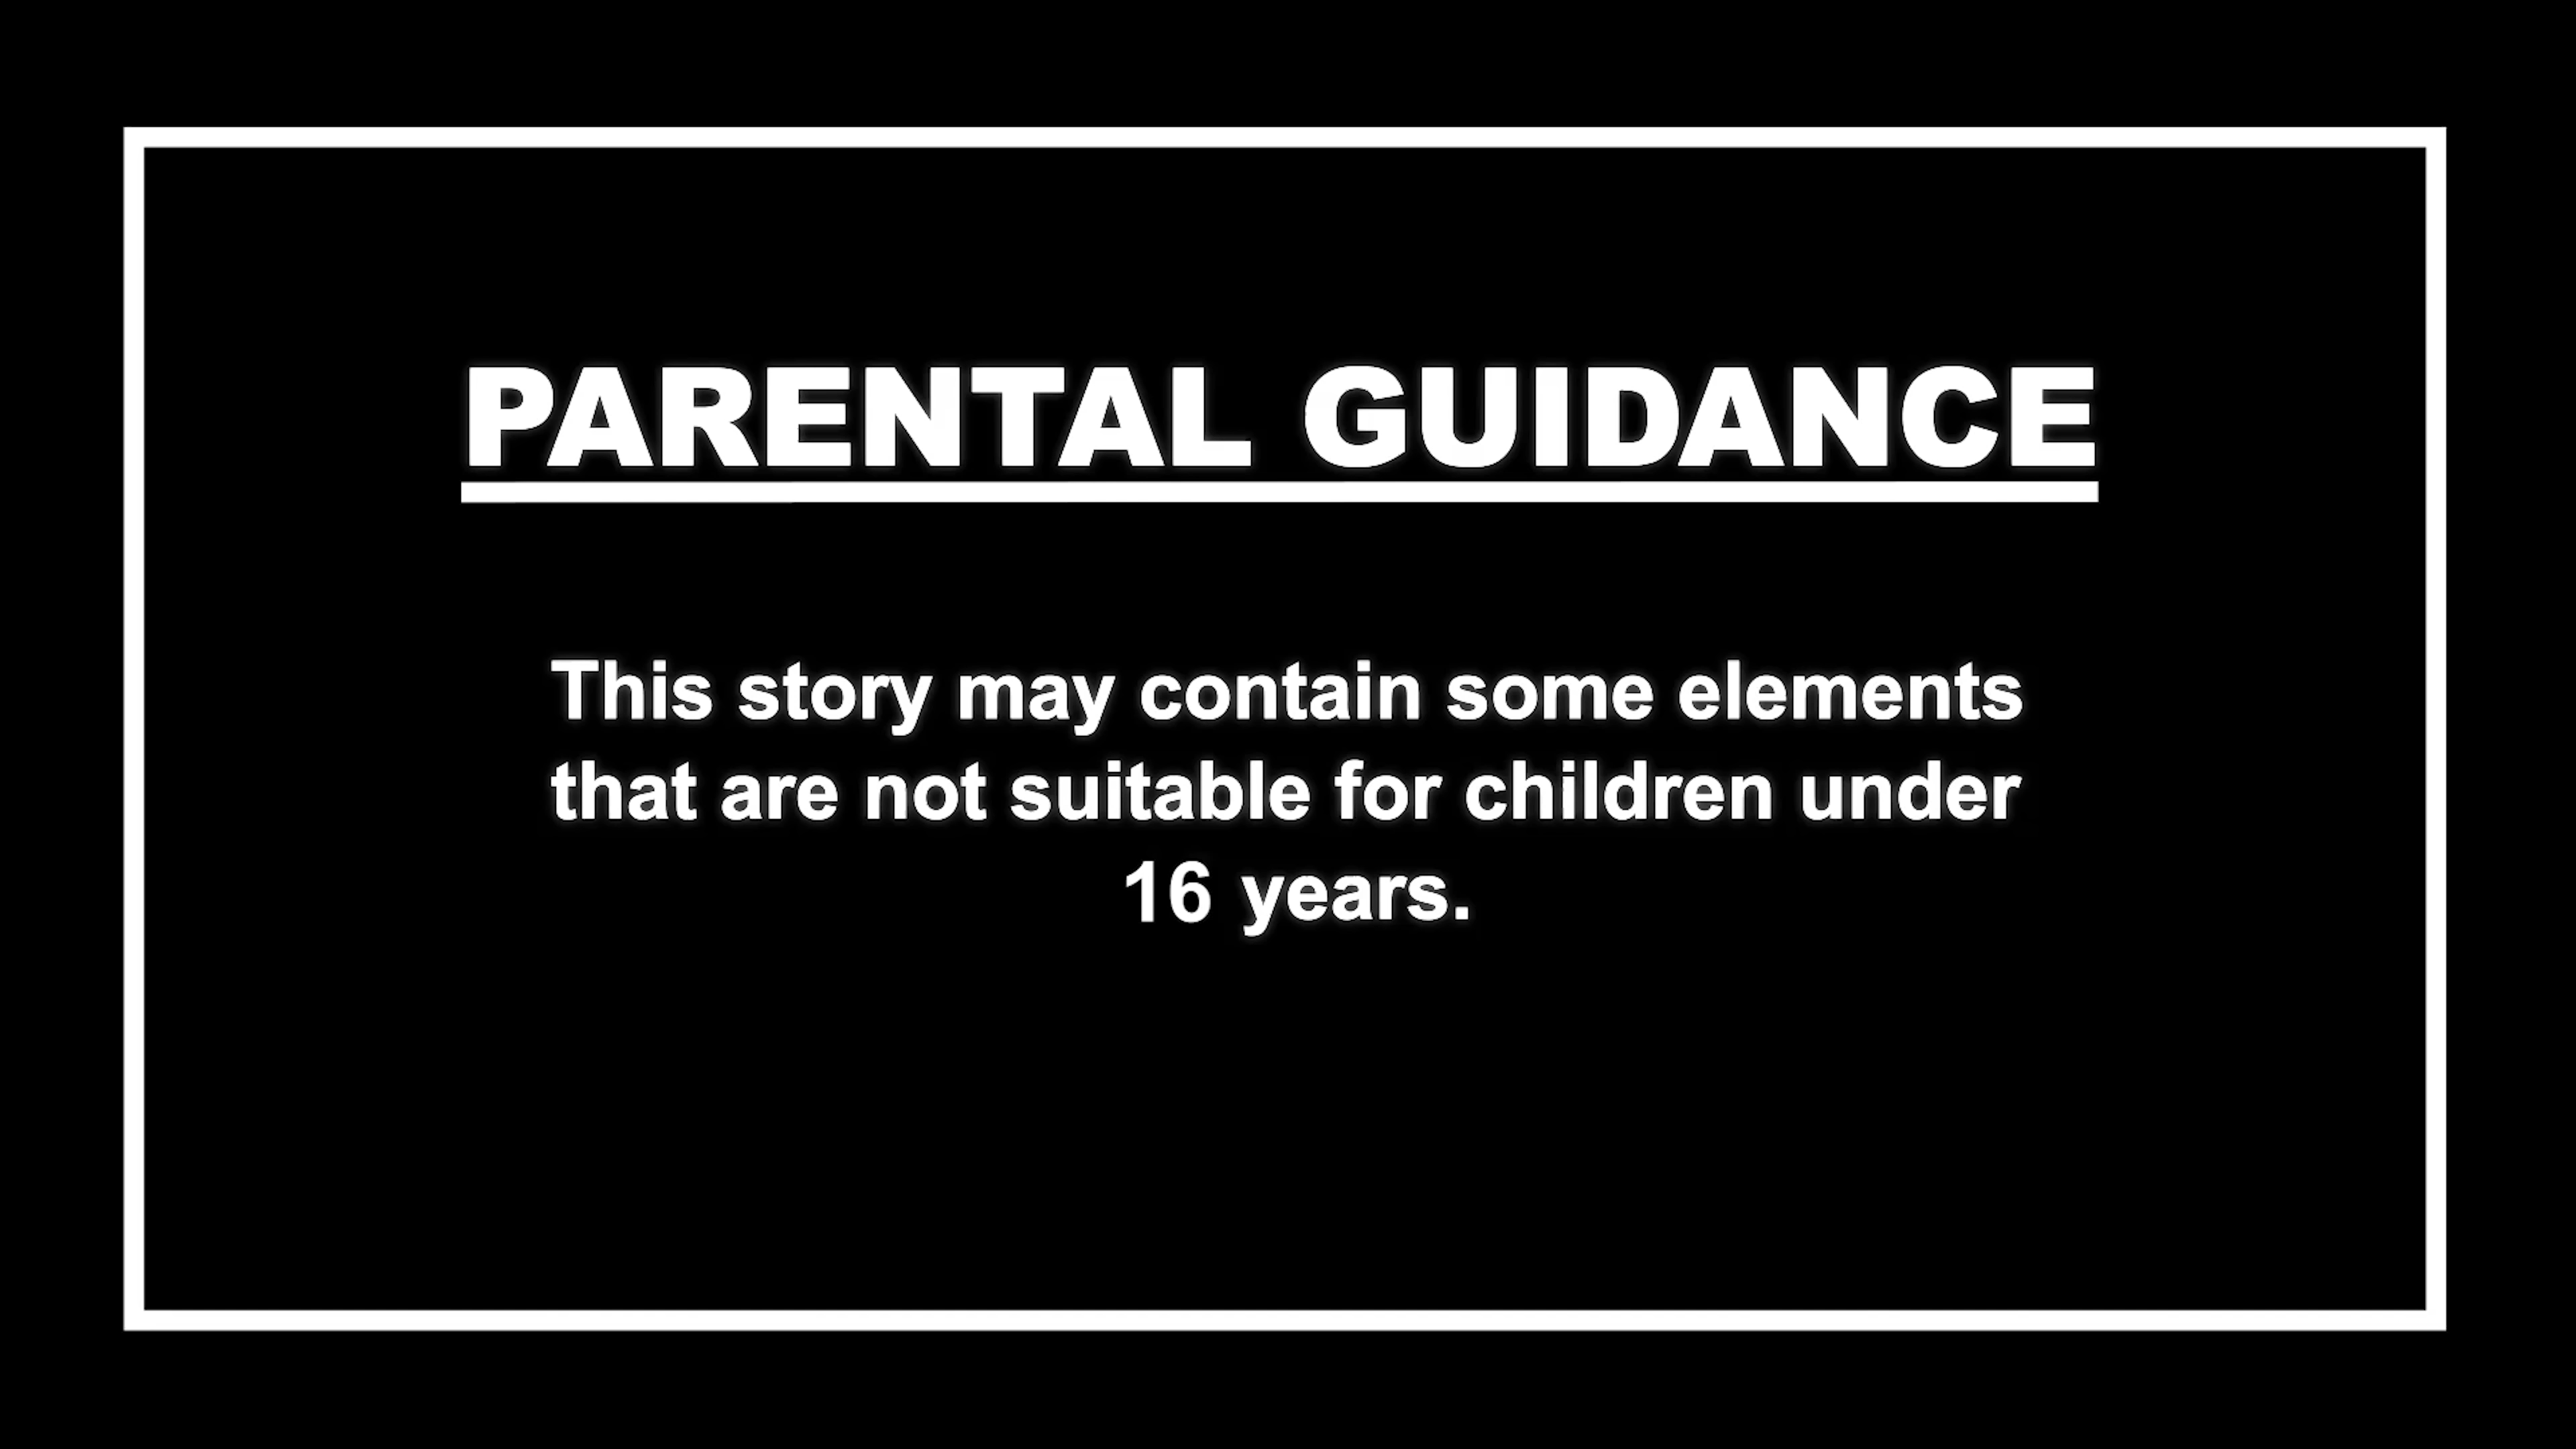 PARENTAL GUIDANCE
This story may contain some elements
that are not suitable for children under
16 years.